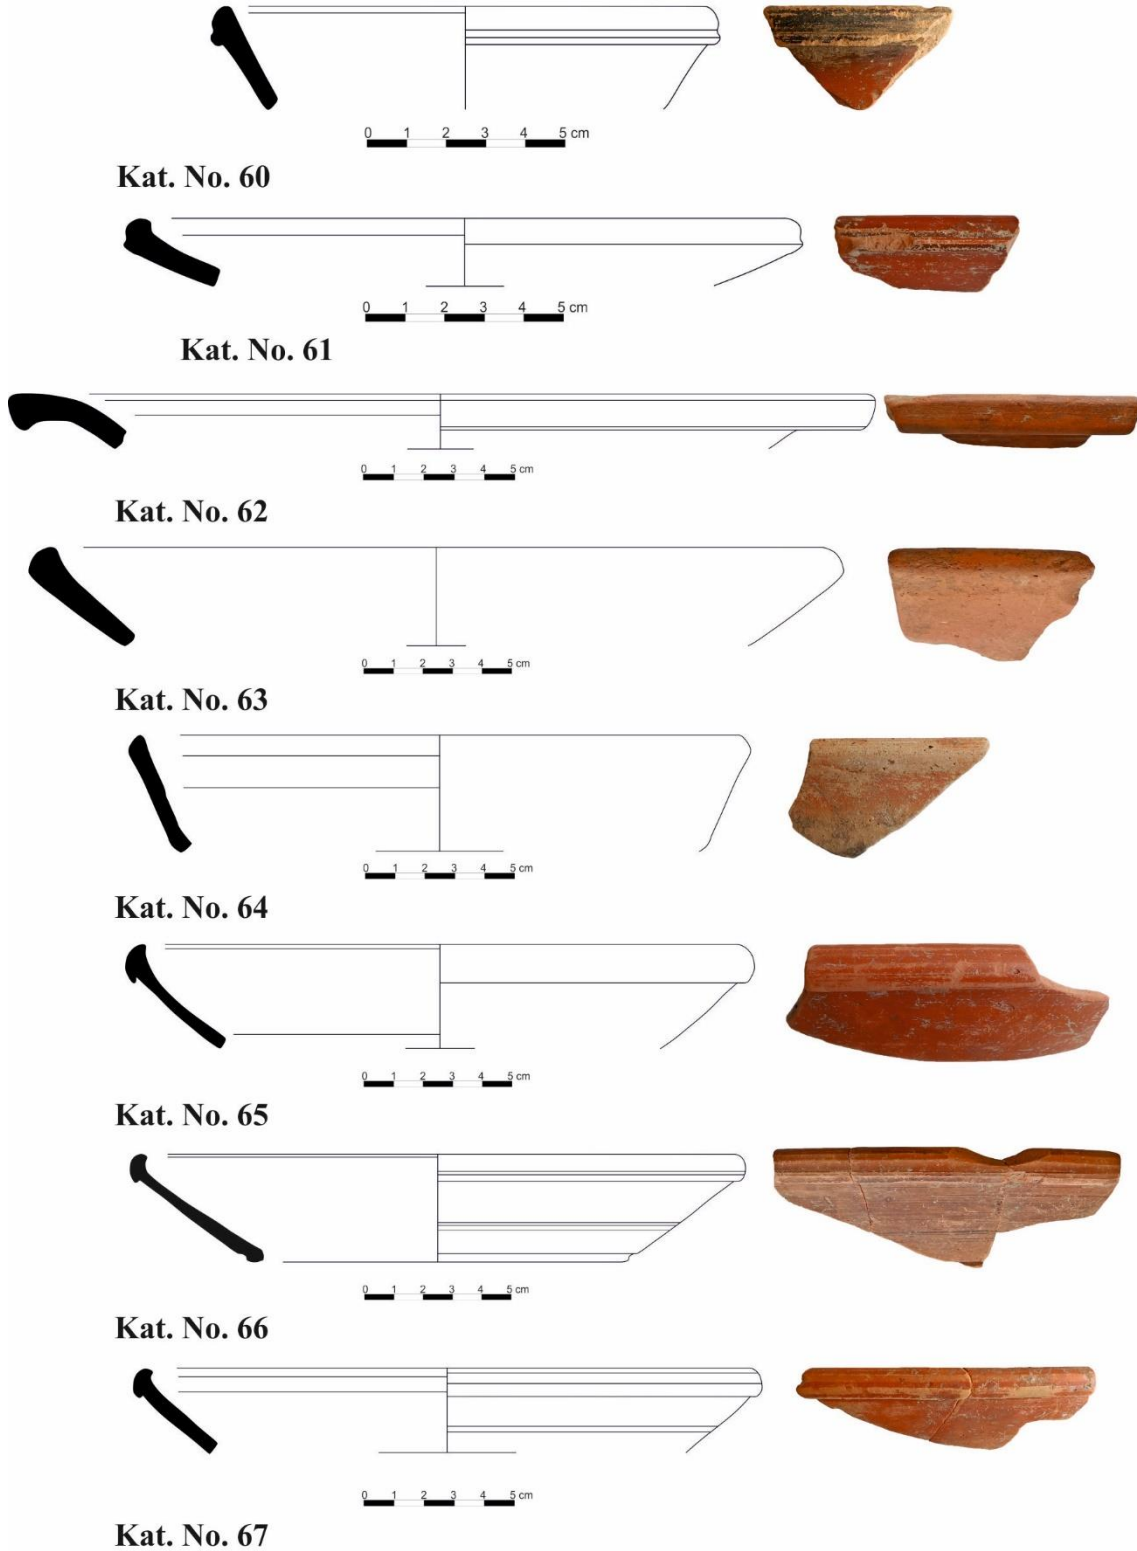 0 1 2 3 4 5 cm
Kat. No. 60
0 1 2 3 4 5 cm
Kat. No. 61
0 1 2 3 4 5 cm
Kat. No. 62
0 1 2 3 4 5 cm
Kat. No. 63
0 1 2 3 4 5 cm
Kat. No. 64
0 1 2 3 4 5 cm
Kat. No. 65
0 1 2 3 4 5 cm
Kat. No. 66
0 1 2 3 4 5 cm
Kat. No. 67